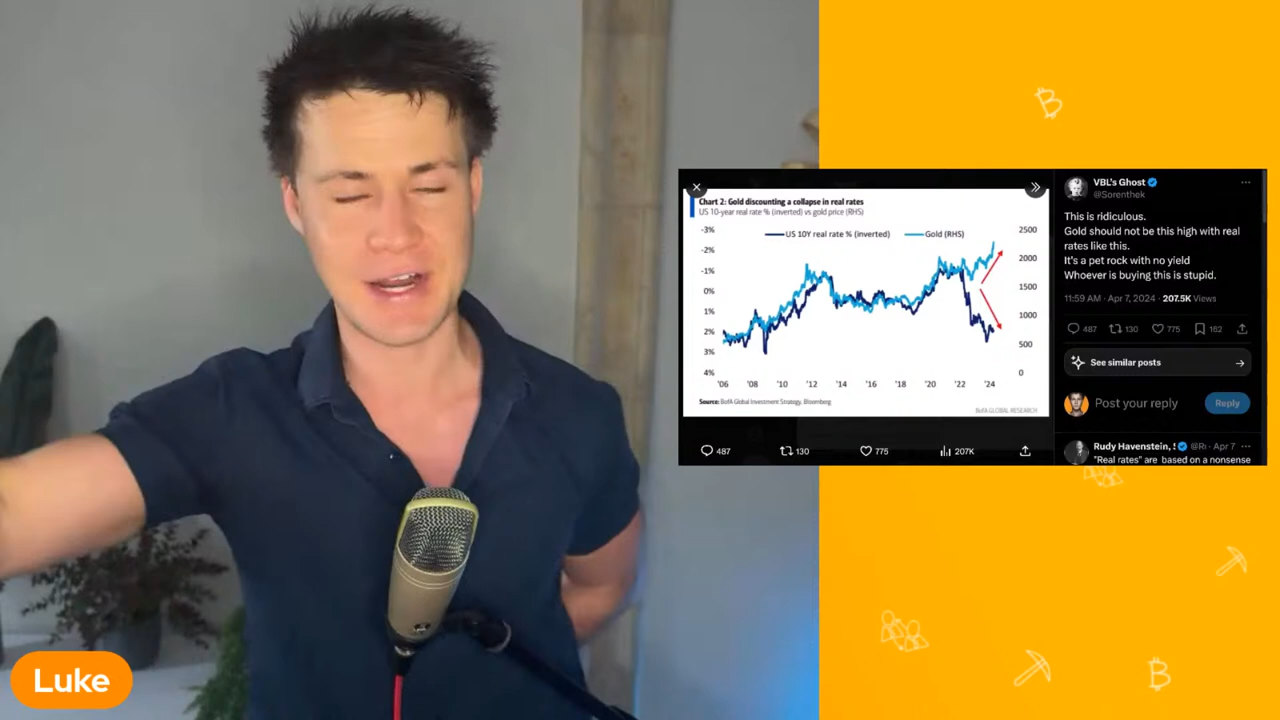 Luke
Chart 2: Gold discounting a collapse in real rates
US 10-year real rate % (inverted) vs gold price (RHS)
US 10Y real rate % (inverted)
Gold (RHS)
-3%
-2%
-1%
0%
1%
2%
3%
4%
2500
2000
1500
1000
500
0
'06 '08 '10 '12 '14 '16 '18 '20 '22 '24
Source: BofA Global Investment Strategy, Bloomberg
BofA GLOBAL RESEARCH
487 130 775 207K
VBL's Ghost
@Sorenthek
This is ridiculous.
Gold should not be this high with real
rates like this.
It's a pet rock with no yield
Whoever is buying this is stupid.
11:59 AM · Apr 7, 2024 · 207.5K Views
487 130 775 162
See similar posts
Post your reply
Reply
Rudy Havenstein, · Apr 7
"Real rates" are based on a nonsense